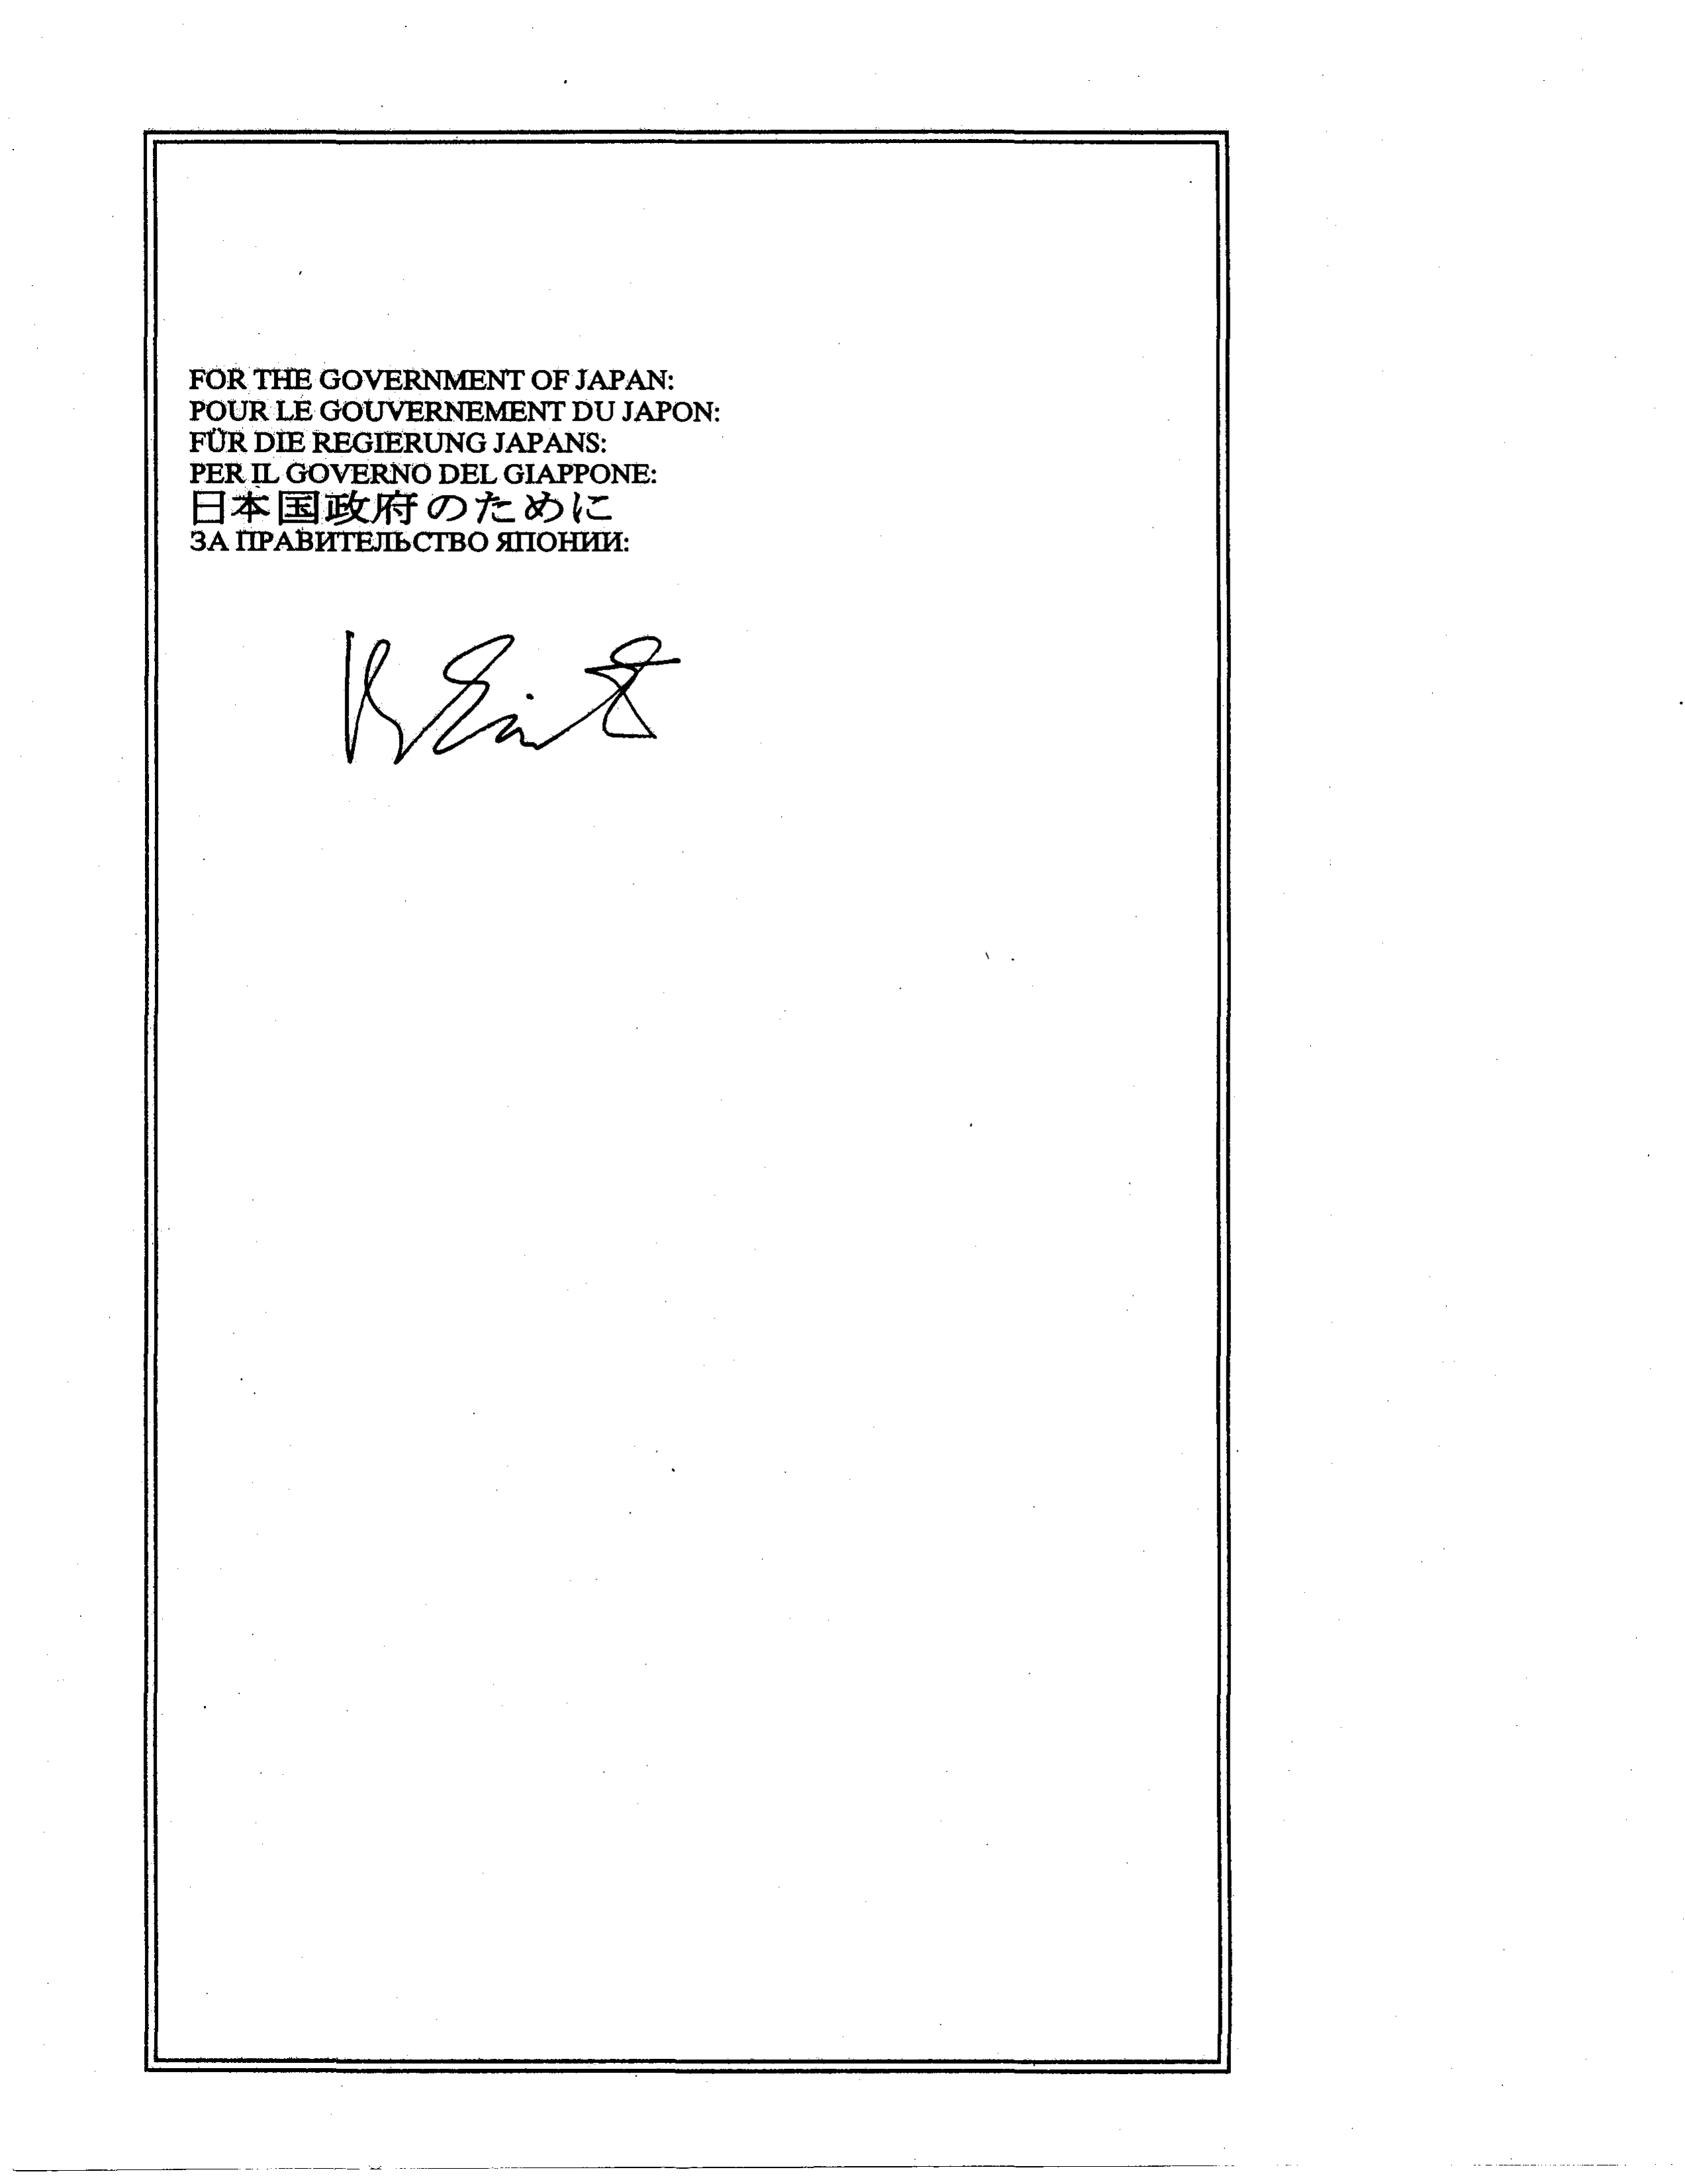 FOR THE GOVERNMENT OF JAPAN:
POUR LE GOUVERNEMENT DU JAPON:
FÜR DIE REGIERUNG JAPANS:
PER IL GOVERNO DEL GIAPPONE:
日本国政府のために
ЗА ПРАВИТЕЛЬСТВО ЯПОНИИ: